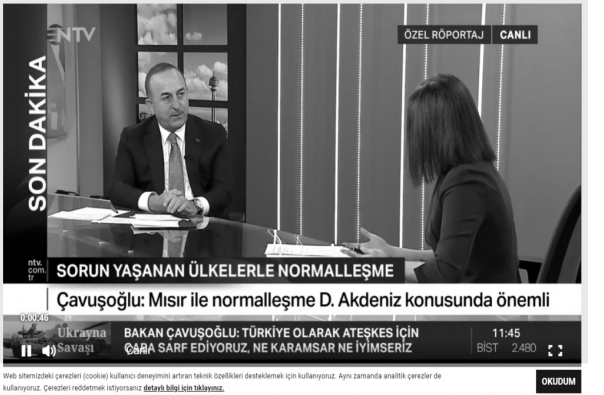 NTV
ÖZEL RÖPORTAJ CANLI
SON DAKİKA
ntv.
com.
tr
SORUN YAŞANAN ÜLKELERLE NORMALLEŞME
Çavuşoğlu: Mısır ile normalleşme D. Akdeniz konusunda önemli
0:00:46
Ukrayna
Savaşı
BAKAN ÇAVUŞOĞLU: TÜRKİYE OLARAK ATEŞKES İÇİN
ÇABA SARF EDİYORUZ, NE KARAMSAR NE İYİMSERİZ
Canlı
11:45
BİST 2.480
Web sitemizdeki çerezleri (cookie) kullanıcı deneyimini artıran teknik özellikleri desteklemek için kullanıyoruz. Aynı zamanda analitik çerezler de
kullanıyoruz. Çerezleri reddetmek istiyorsanız detaylı bilgi için tıklayınız.
OKUDUM